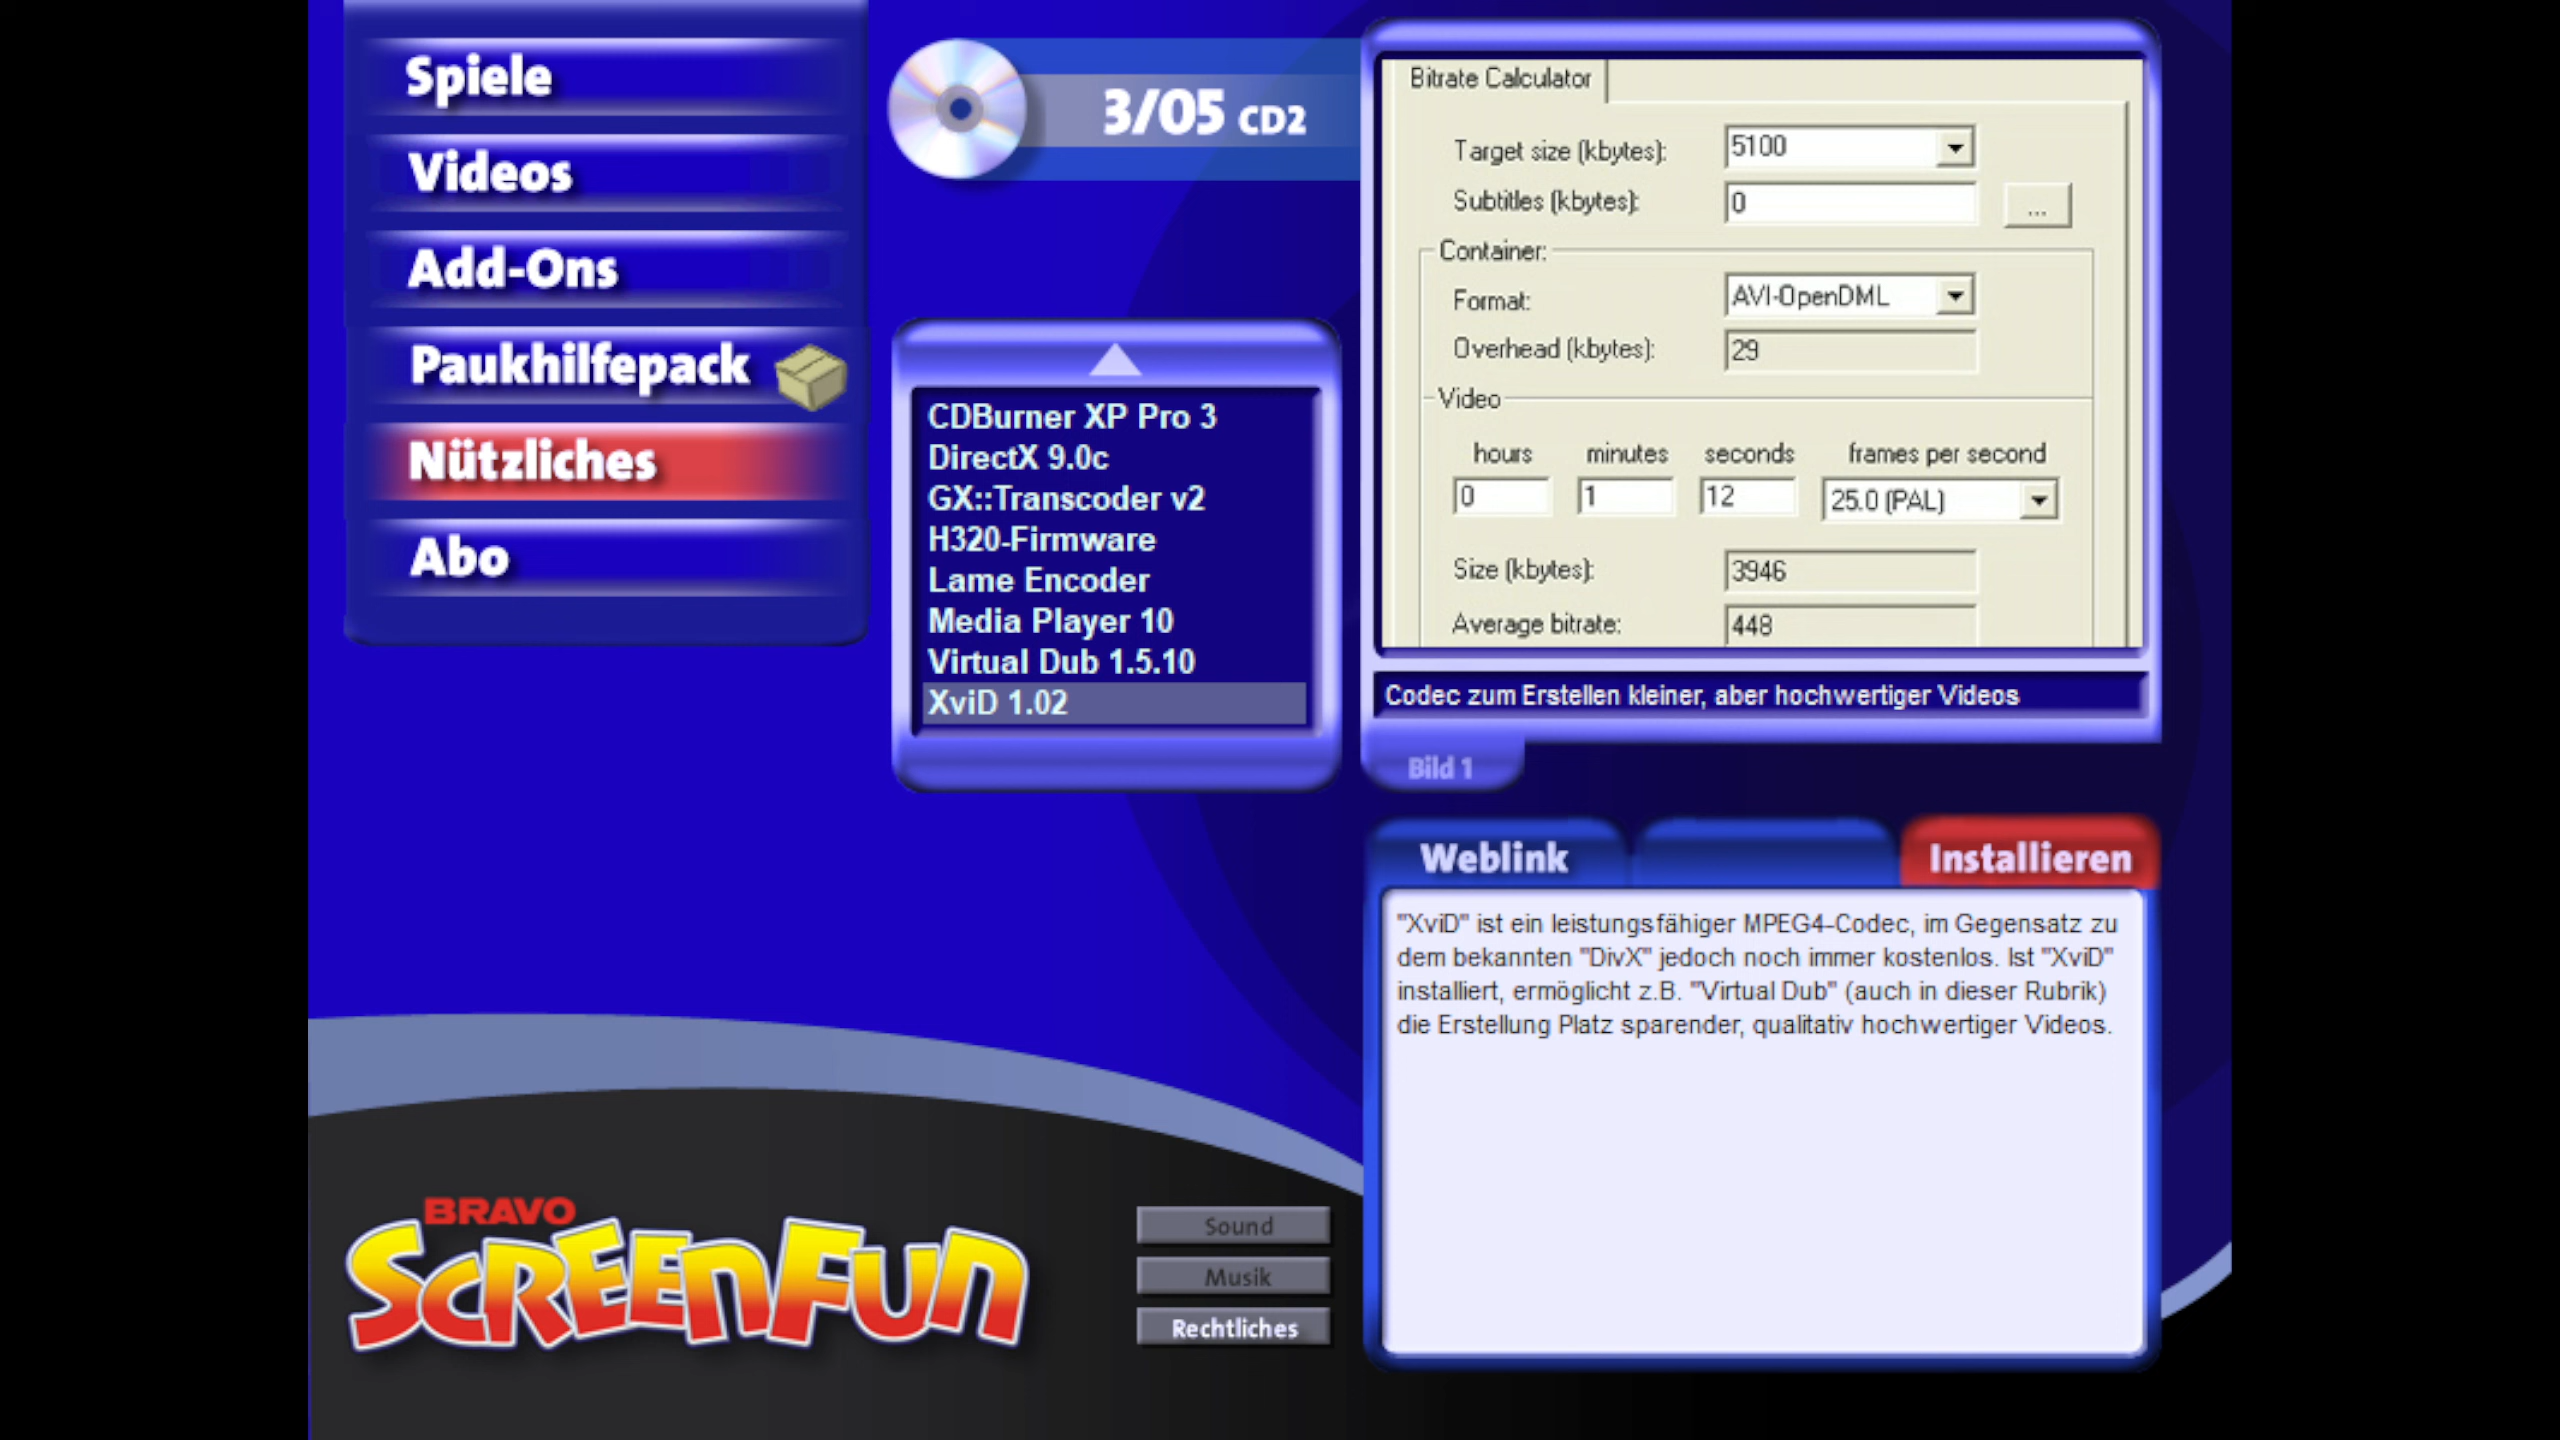 Spiele
Videos
Add-Ons
Paukhilfepack
Nützliches
Abo
3/05 CD2
CDBurner XP Pro 3
DirectX 9.0c
GX::Transcoder v2
H320-Firmware
Lame Encoder
Media Player 10
Virtual Dub 1.5.10
XviD 1.02
Bitrate Calculator
Target size (kbytes): 5100
Subtitles (kbytes): 0 ...
Container:
Format: AVI-OpenDML
Overhead (kbytes): 29
Video
hours minutes seconds frames per second
0 1 12 25.0 (PAL)
Size (kbytes): 3946
Average bitrate: 448
Codec zum Erstellen kleiner, aber hochwertiger Videos
Bild 1
Weblink Installieren
"XviD" ist ein leistungsfähiger MPEG4-Codec, im Gegensatz zu
dem bekannten "DivX" jedoch noch immer kostenlos. Ist "XviD"
installiert, ermöglicht z.B. "Virtual Dub" (auch in dieser Rubrik)
die Erstellung Platz sparender, qualitativ hochwertiger Videos.
BRAVO
SCREENFUN
Sound
Musik
Rechtliches